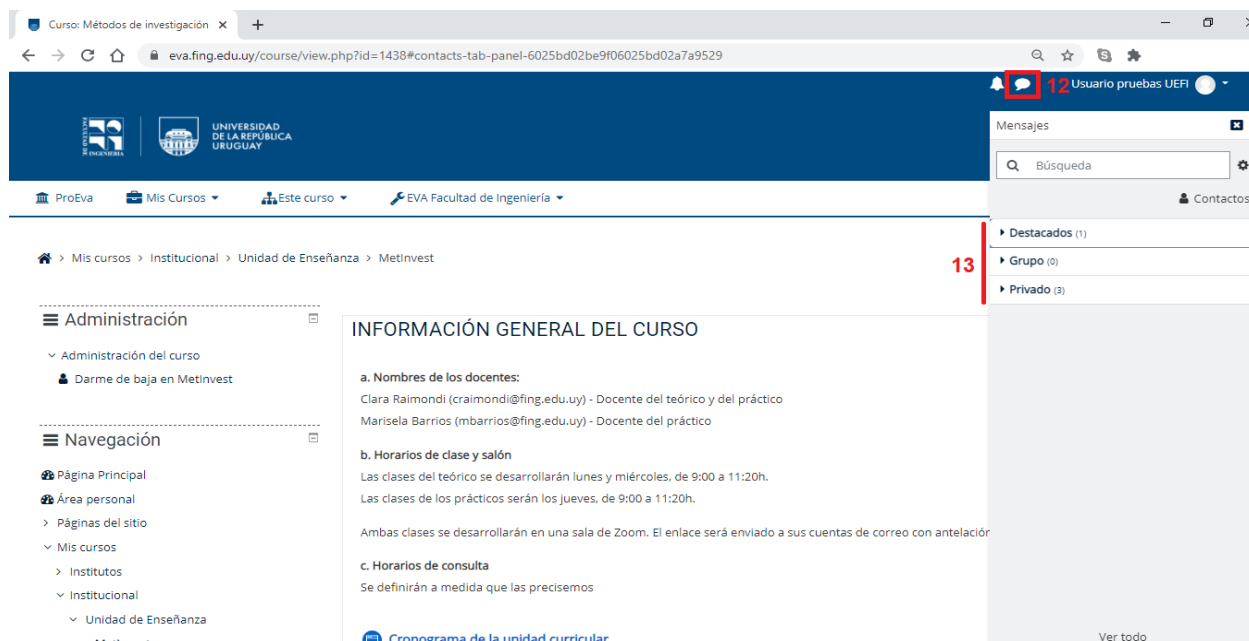 Curso: Métodos de investigación
eva.fing.edu.uy/course/view.php?id=1438#contacts-tab-panel-6025bd02be9f06025bd02a7a9529
12 Usuario pruebas UEFI
FACULTAD DE INGENIERIA
UNIVERSIDAD
DE LA REPÚBLICA
URUGUAY
Mensajes
Búsqueda
Contactos
ProEva Mis Cursos Este curso EVA Facultad de Ingeniería
13
Destacados (1)
Grupo (0)
Privado (3)
Mis cursos > Institucional > Unidad de Enseñanza > MetInvest
Administración
Administración del curso
Darme de baja en MetInvest
Navegación
Página Principal
Área personal
Páginas del sitio
Mis cursos
Institutos
Institucional
Unidad de Enseñanza
INFORMACIÓN GENERAL DEL CURSO
a. Nombres de los docentes:
Clara Raimondi (craimondi@fing.edu.uy) - Docente del teórico y del práctico
Marisela Barrios (mbarrios@fing.edu.uy) - Docente del práctico
b. Horarios de clase y salón
Las clases del teórico se desarrollarán lunes y miércoles, de 9:00 a 11:20h.
Las clases de los prácticos serán los jueves, de 9:00 a 11:20h.
Ambas clases se desarrollarán en una sala de Zoom. El enlace será enviado a sus cuentas de correo con antelación
c. Horarios de consulta
Se definirán a medida que las precisemos
Cronograma de la unidad curricular
Ver todo